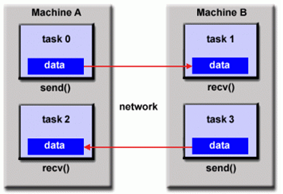 Machine A
Machine B
task 0
data
send()
task 1
data
recv()
network
task 2
data
recv()
task 3
data
send()